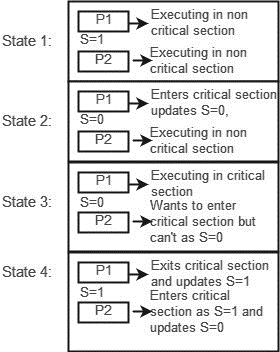 State 1:
P1
Executing in non
critical section
S=1
P2
Executing in non
critical section
State 2:
P1
Enters critical section
updates S=0,
S=0
P2
Executing in non
critical section
State 3:
P1
Executing in critical
section
S=0
P2
Wants to enter
critical section but
can't as S=0
State 4:
P1
Exits critical section
and updates S=1
S=1
P2
Enters critical
section as S=1 and
updates S=0